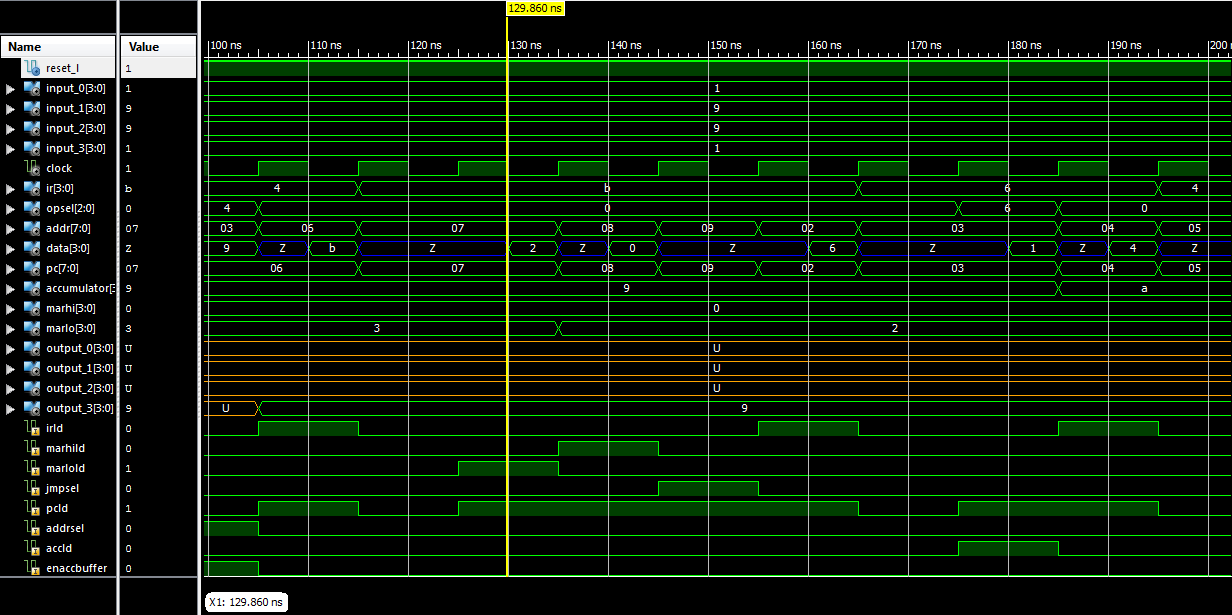 129.860 ns
Name Value 100 ns 110 ns 120 ns 130 ns 140 ns 150 ns 160 ns 170 ns 180 ns 190 ns 200
reset_l 1
input_0[3:0] 1 1
input_1[3:0] 9 9
input_2[3:0] 9 9
input_3[3:0] 1 1
clock 1
ir[3:0] b 4 b 6 4
opsel[2:0] 0 4 0 6 0
addr[7:0] 07 03 06 07 08 09 02 03 04 05
data[3:0] Z 9 Z b Z 2 Z 0 Z 6 Z 1 Z 4 Z
pc[7:0] 07 06 07 08 09 02 03 04 05
accumulator[3 9 9 a
marhi[3:0] 0 0
marlo[3:0] 3 3 2
output_0[3:0] U U
output_1[3:0] U U
output_2[3:0] U U
output_3[3:0] 9 U 9
irld 0
marhild 0
marlold 1
jmpsel 0
pcld 1
addrsel 0
accld 0
enaccbuffer 0
X1: 129.860 ns